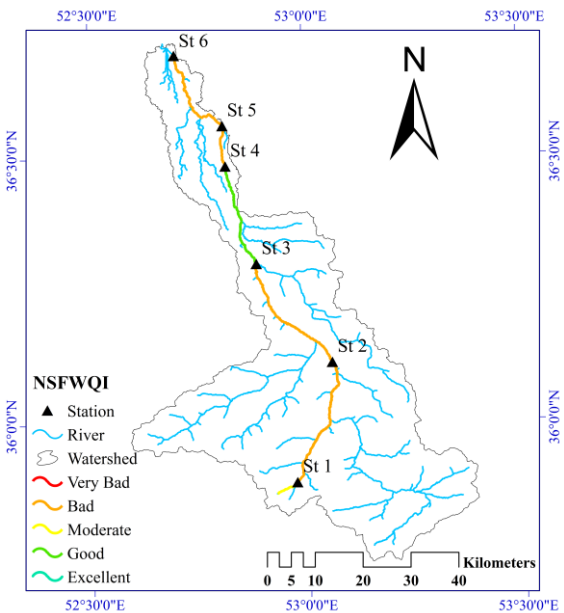 52°30'0"E 53°0'0"E 53°30'0"E
St 6
N
St 5
St 4
36°30'0"N 36°30'0"N
St 3
St 2
NSFWQI
Station
River
36°0'0"N 36°0'0"N
Watershed
St 1
Very Bad
Bad
Moderate
Good
Kilometers
Excellent
0 5 10 20 30 40
52°30'0"E 53°0'0"E 53°30'0"E